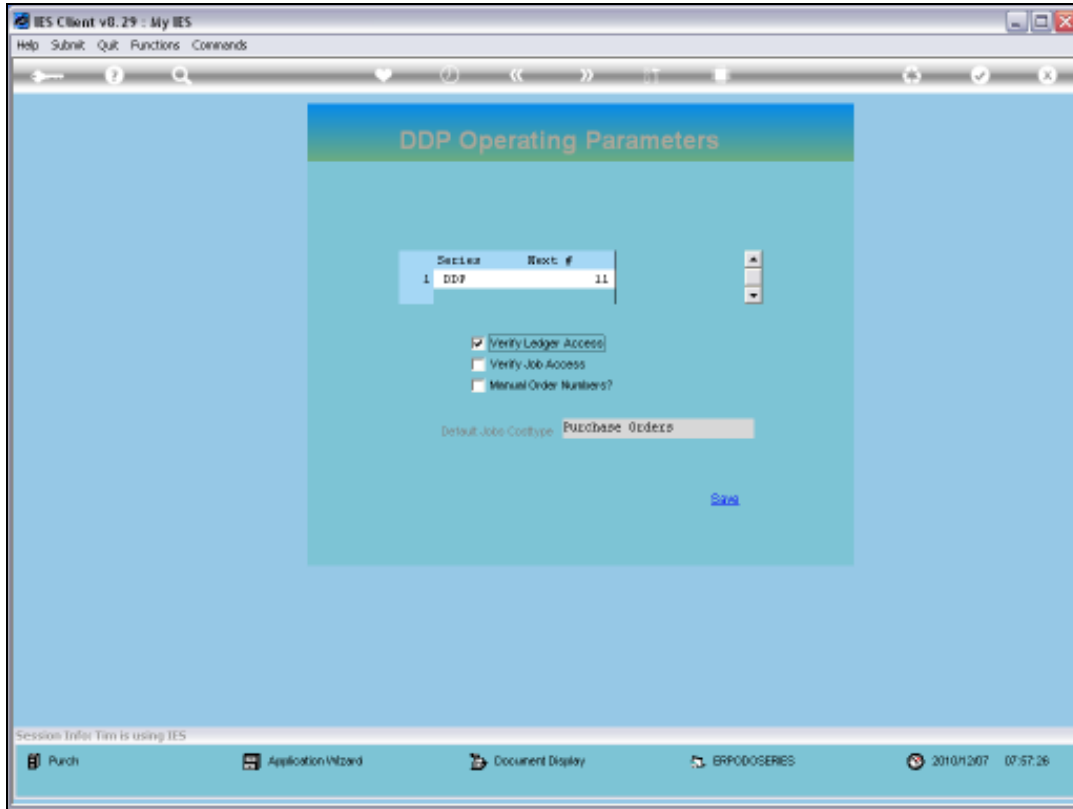 IES Client v8.29 : My IES
Help Submit Quit Functions Commands
DDP Operating Parameters
Series Next #
1 DDP 11
Verify Ledger Access
Verify Job Access
Manual Order Numbers?
Default Jobs Costtype Purchase Orders
Save
Session Info: Tim is using IES
Purch Application Wizard Document Display ERPODOSERIES 2010/12/07 07:57:26